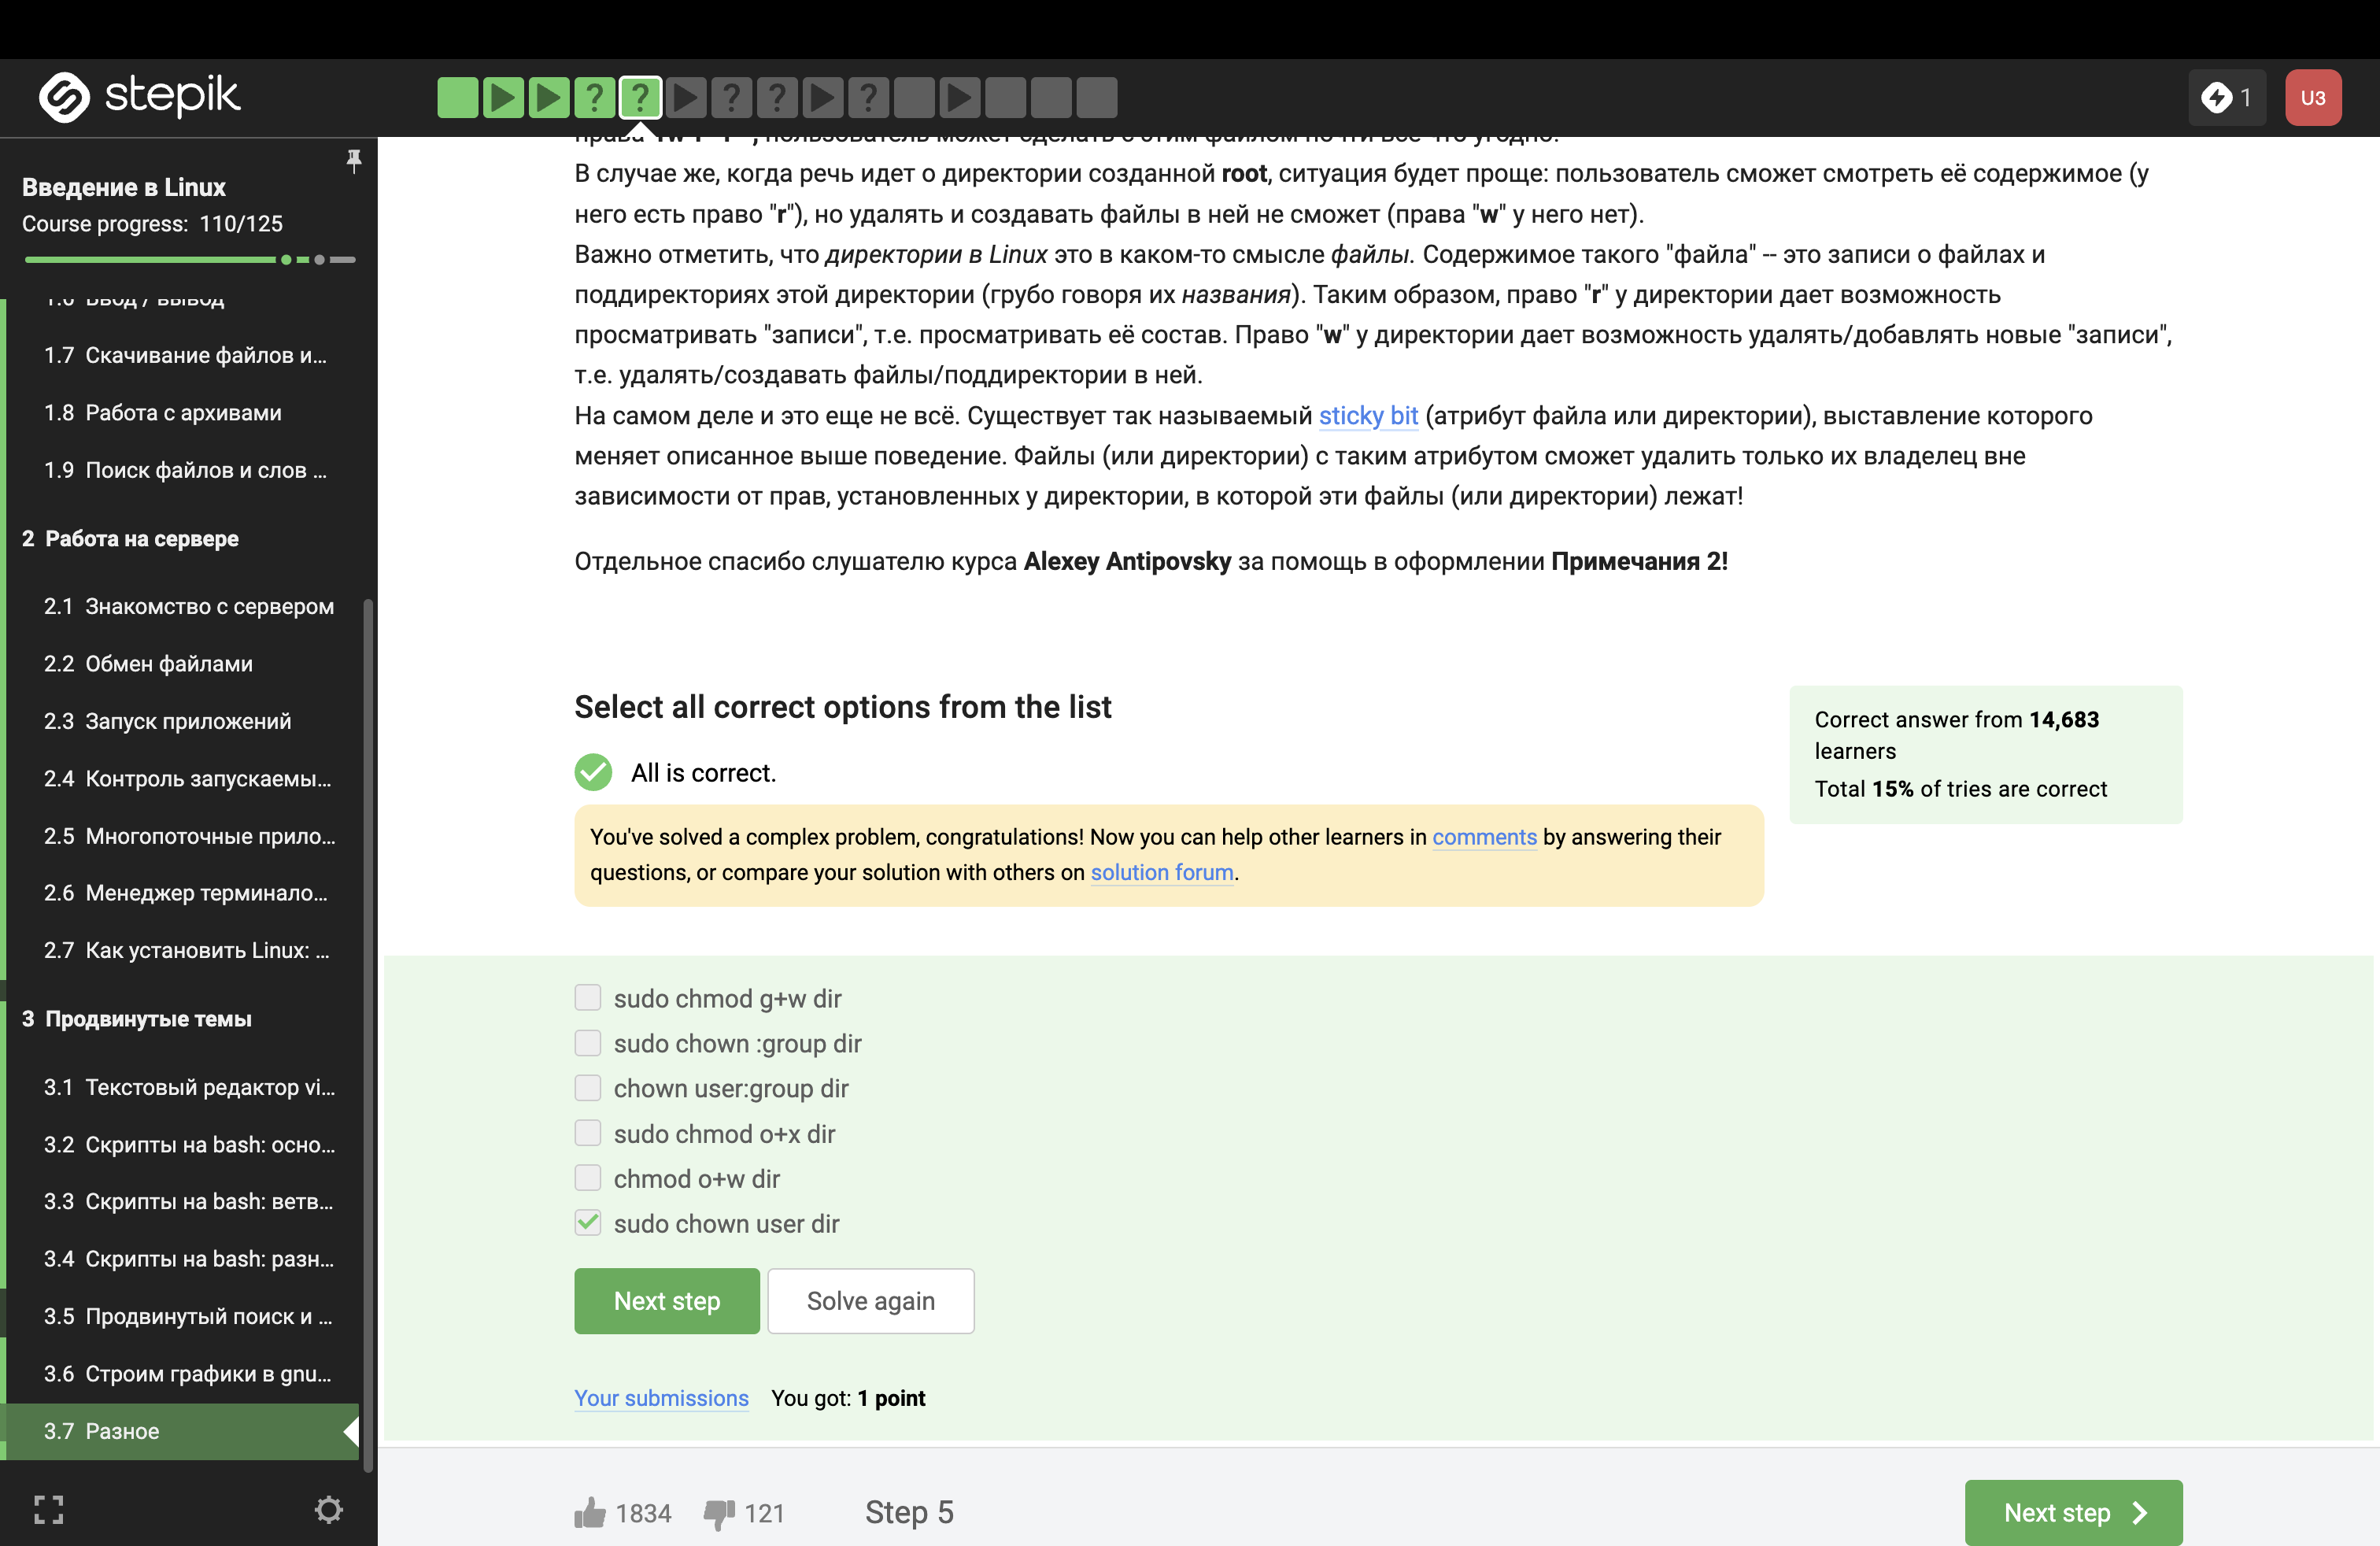 stepik
1
U3
Введение в Linux
Course progress: 110/125
1.6 Ввод / вывод
1.7 Скачивание файлов и...
1.8 Работа с архивами
1.9 Поиск файлов и слов ...
2 Работа на сервере
2.1 Знакомство с сервером
2.2 Обмен файлами
2.3 Запуск приложений
2.4 Контроль запускаемы...
2.5 Многопоточные прило...
2.6 Менеджер терминало...
2.7 Как установить Linux: ...
3 Продвинутые темы
3.1 Текстовый редактор vi...
3.2 Скрипты на bash: осно...
3.3 Скрипты на bash: ветв...
3.4 Скрипты на bash: разн...
3.5 Продвинутый поиск и ...
3.6 Строим графики в gnu...
3.7 Разное
пользователь может сделать с этим файлом почти все что угодно!
В случае же, когда речь идет о директории созданной root, ситуация будет проще: пользователь сможет смотреть её содержимое (у
него есть право "r"), но удалять и создавать файлы в ней не сможет (права "w" у него нет).
Важно отметить, что директории в Linux это в каком-то смысле файлы. Содержимое такого "файла" -- это записи о файлах и
поддиректориях этой директории (грубо говоря их названия). Таким образом, право "r" у директории дает возможность
просматривать "записи", т.е. просматривать её состав. Право "w" у директории дает возможность удалять/добавлять новые "записи",
т.е. удалять/создавать файлы/поддиректории в ней.
На самом деле и это еще не всё. Существует так называемый sticky bit (атрибут файла или директории), выставление которого
меняет описанное выше поведение. Файлы (или директории) с таким атрибутом сможет удалить только их владелец вне
зависимости от прав, установленных у директории, в которой эти файлы (или директории) лежат!
Отдельное спасибо слушателю курса Alexey Antipovsky за помощь в оформлении Примечания 2!
Select all correct options from the list
All is correct.
You've solved a complex problem, congratulations! Now you can help other learners in comments by answering their
questions, or compare your solution with others on solution forum.
Correct answer from 14,683
learners
Total 15% of tries are correct
sudo chmod g+w dir
sudo chown :group dir
chown user:group dir
sudo chmod o+x dir
chmod o+w dir
sudo chown user dir
Next step
Solve again
Your submissions You got: 1 point
1834
121
Step 5
Next step